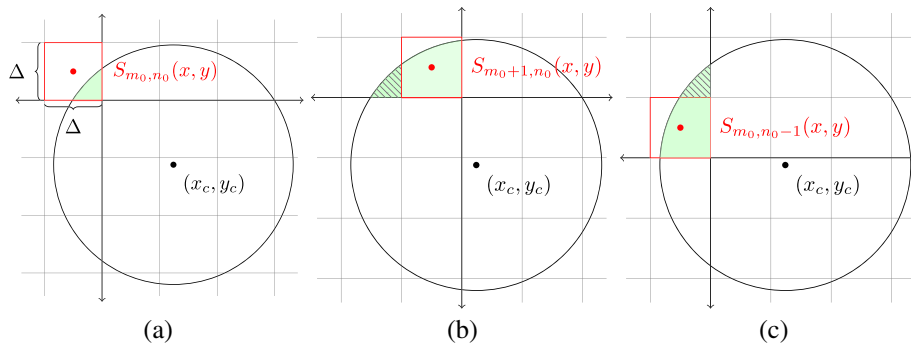 Δ
Δ
S_{m_0,n_0}(x, y)
(x_c, y_c)
(a)
S_{m_0+1,n_0}(x, y)
(x_c, y_c)
(b)
S_{m_0,n_0-1}(x, y)
(x_c, y_c)
(c)